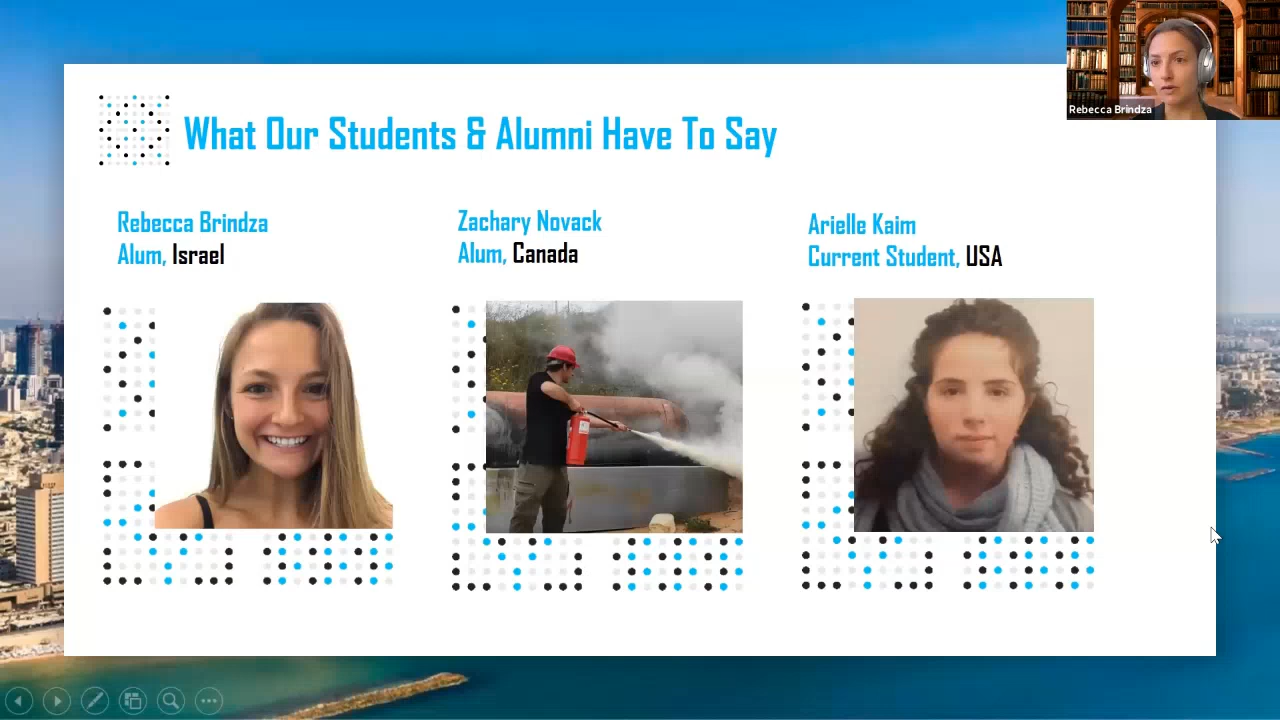 Rebecca Brindza
What Our Students & Alumni Have To Say
Rebecca Brindza
Alum, Israel
Zachary Novack
Alum, Canada
Arielle Kaim
Current Student, USA